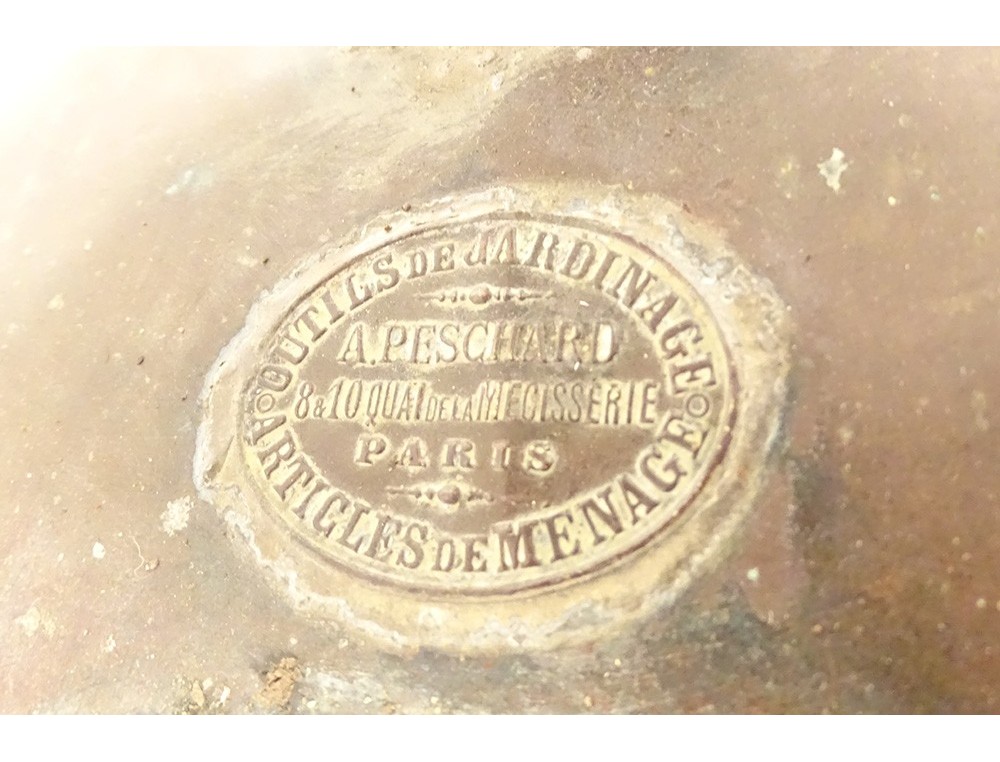 OUTILS DE JARDINAGE
A. PESCHARD
8 & 10 QUAI DE LA MEGISSERIE
PARIS
ARTICLES DE MENAGE